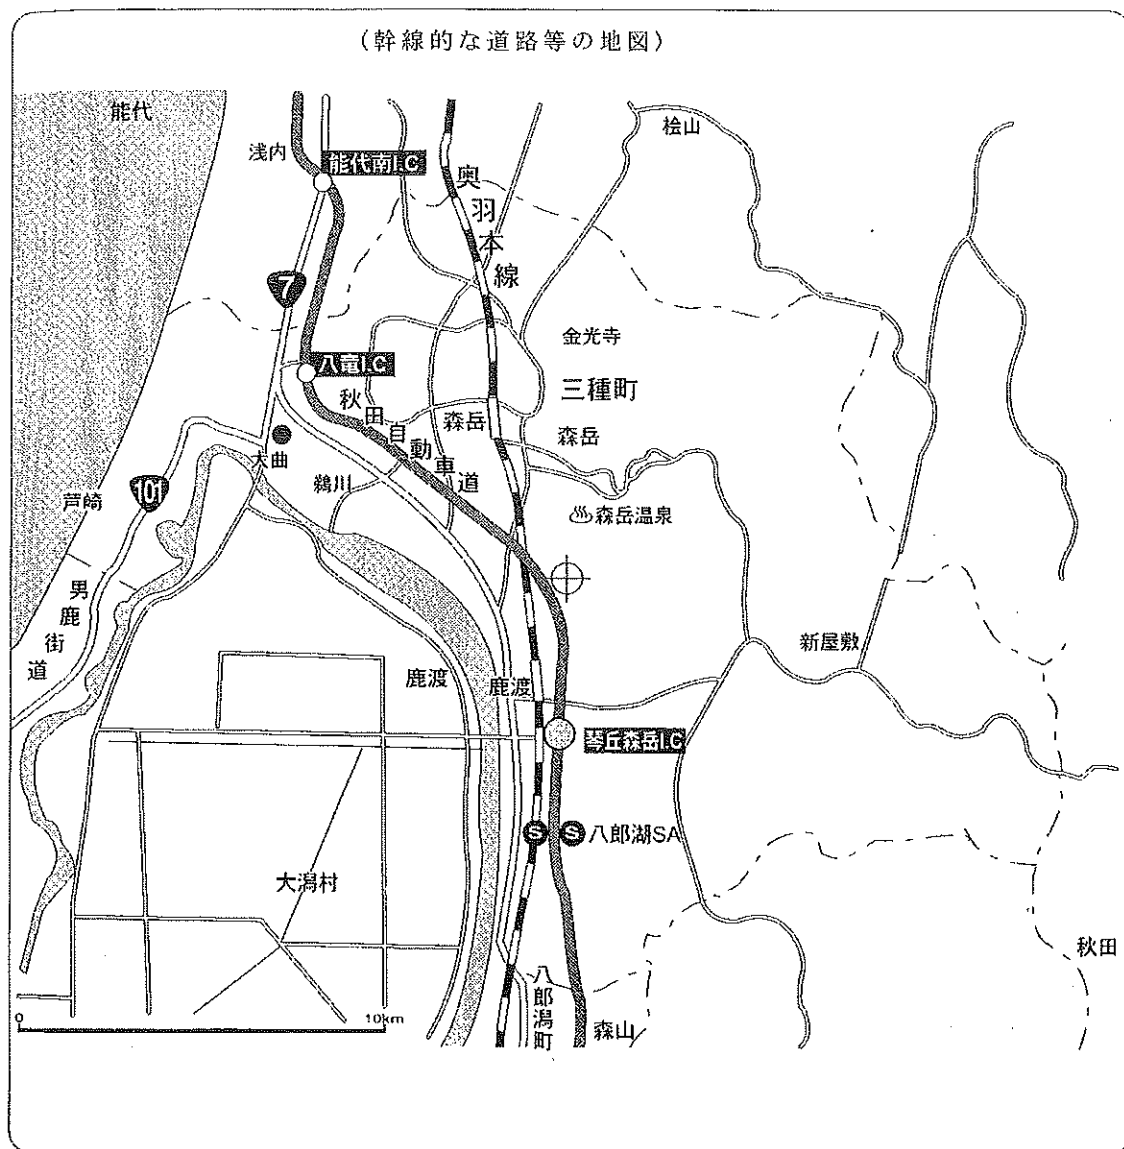 (幹線的な道路等の地図)
能代
桧山
浅内
能代南I.C
奥羽本線
7
金光寺
八竜I.C
三種町
秋田自動車道
森岳
森岳
大曲
鵜川
101
芦崎
森岳温泉
男鹿街道
新屋敷
鹿渡
鹿渡
琴丘森岳I.C
S
S
八郎湖SA
大潟村
秋田
八郎潟町
森山
0
10km